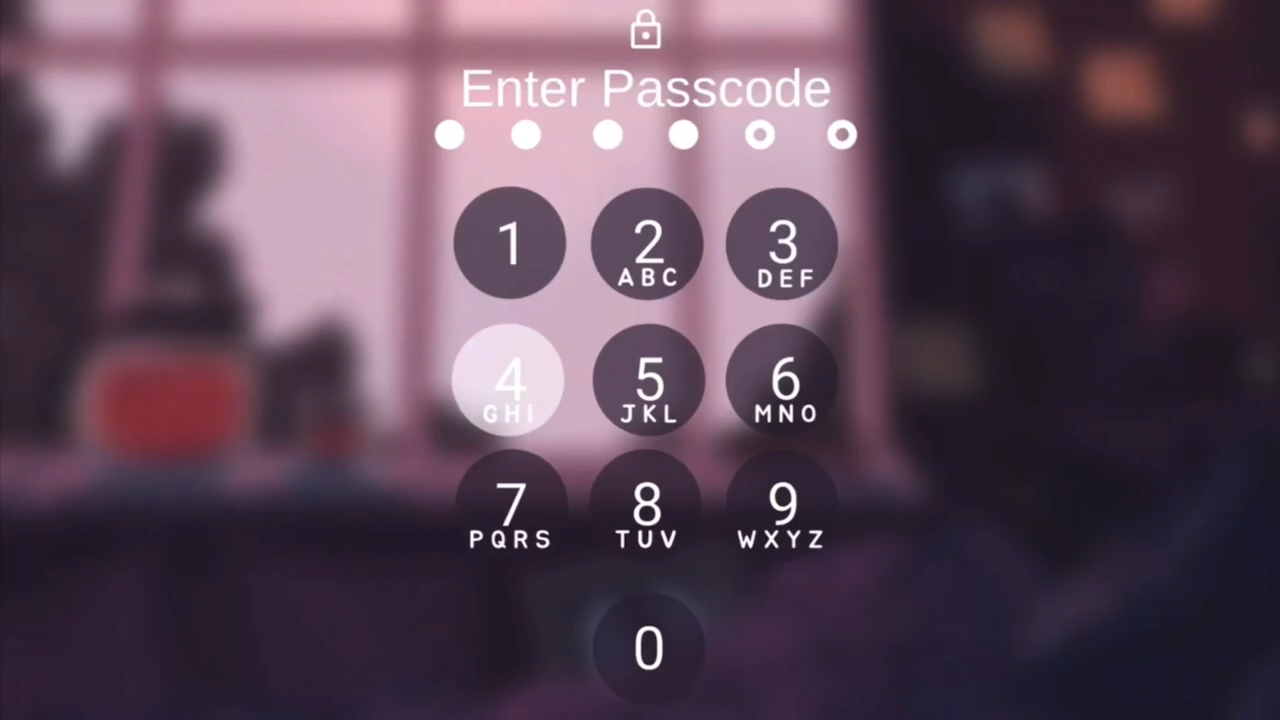 Enter Passcode
1 2 3
ABC DEF
4 5 6
GHI JKL MNO
7 8 9
PQRS TUV WXYZ
0